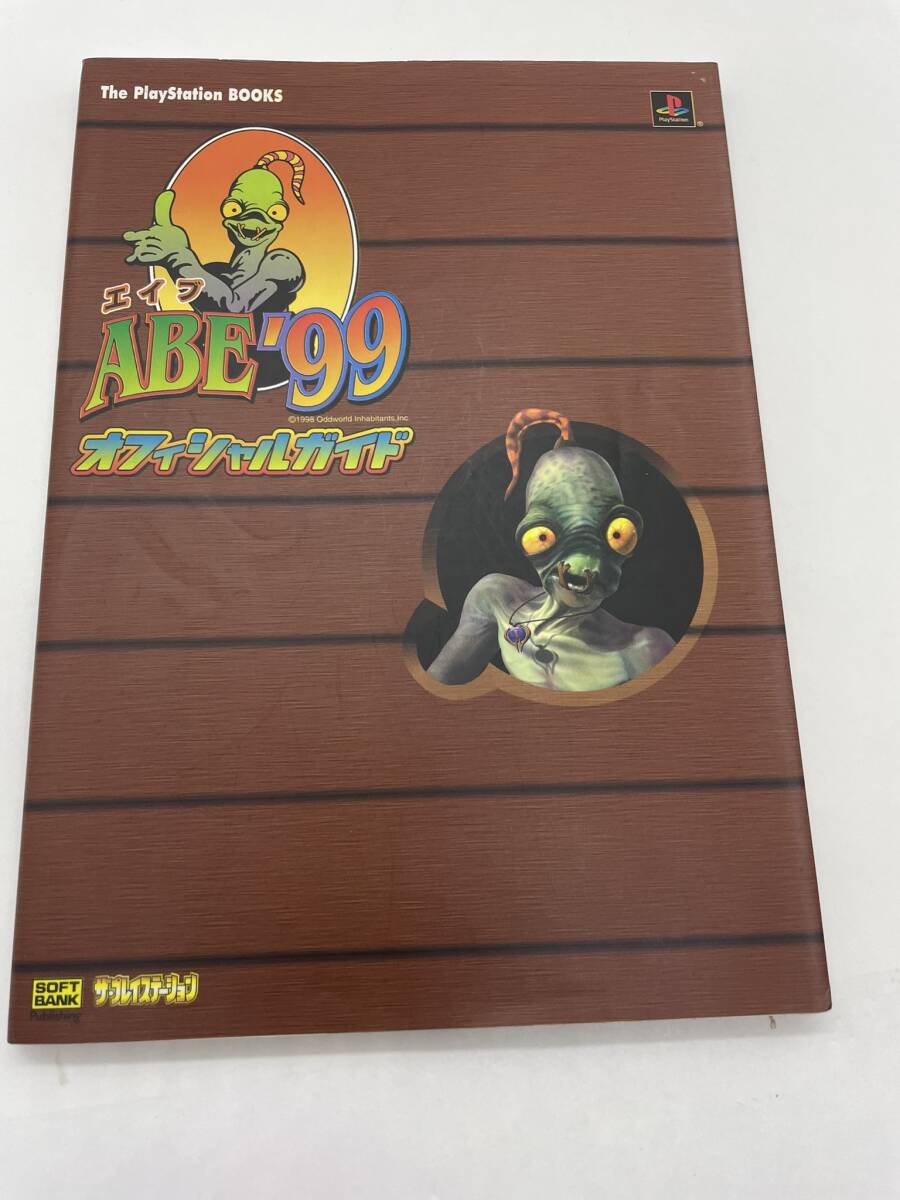 The PlayStation BOOKS
PlayStation
®
エイブ
ABE '99
©1998 Oddworld Inhabitants, Inc
オフィシャルガイド
SOFT
BANK
Publishing
ザ・プレイステーション